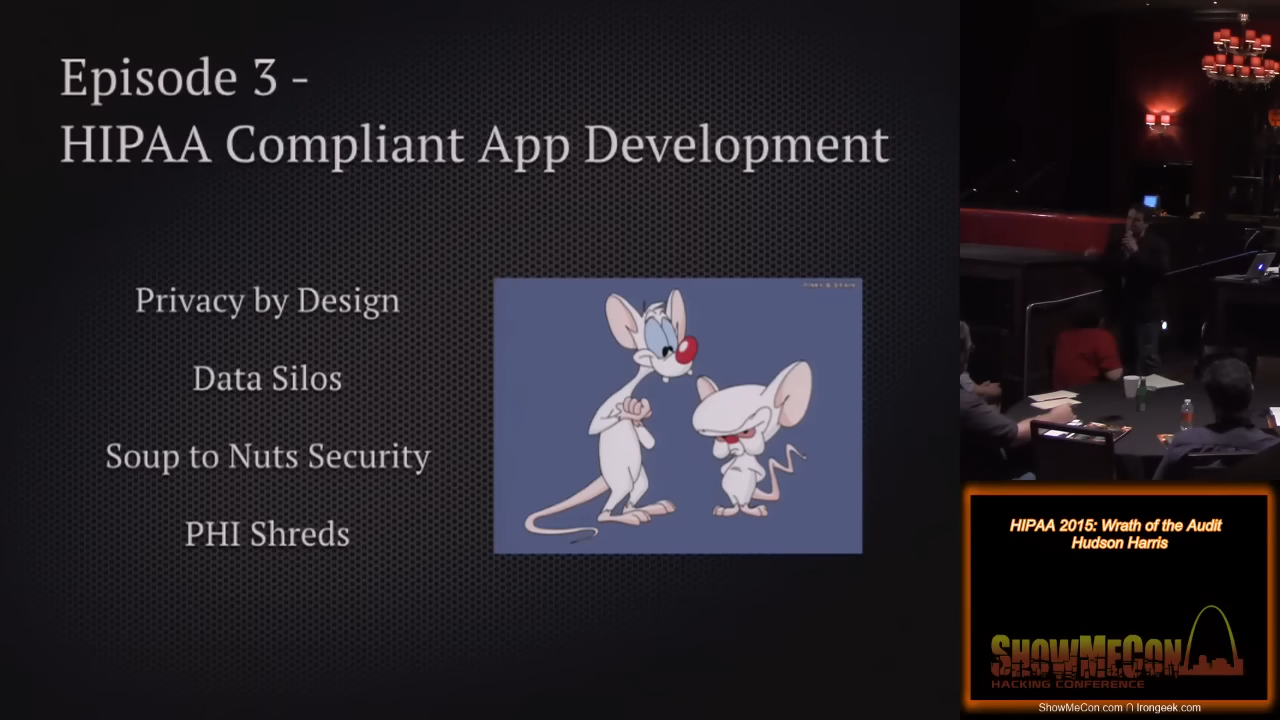 Episode 3 -
HIPAA Compliant App Development
Privacy by Design
Data Silos
Soup to Nuts Security
PHI Shreds
HIPAA 2015: Wrath of the Audit
Hudson Harris
SHOWMECON
HACKING CONFERENCE
ShowMeCon.com ∩ Irongeek.com